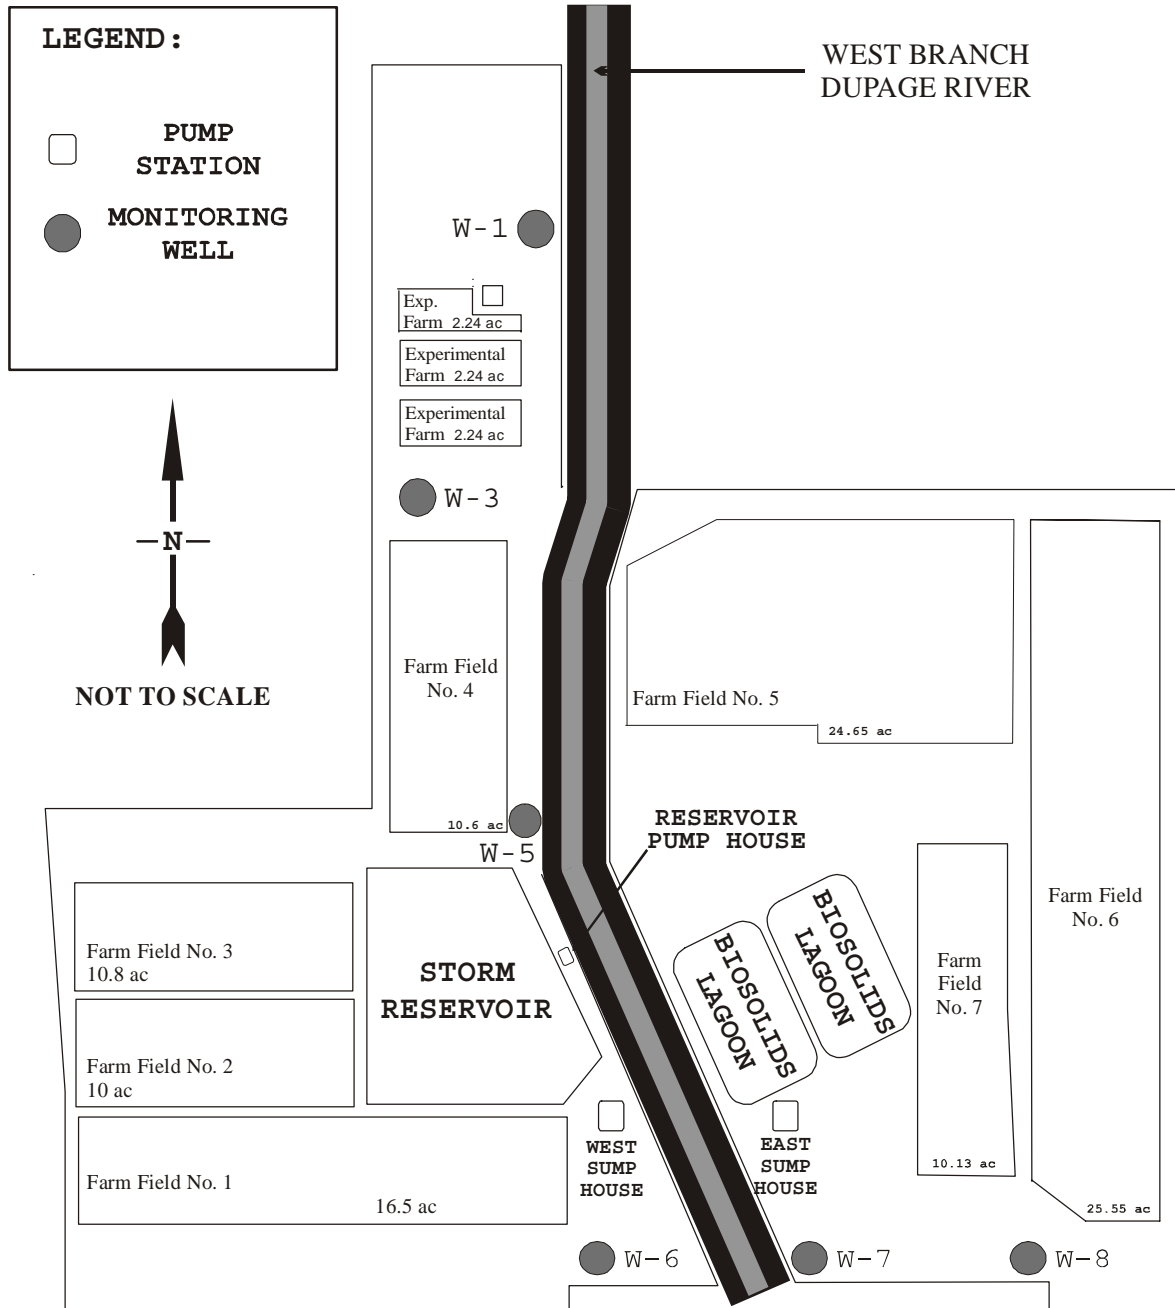 LEGEND:
PUMP
STATION
MONITORING
WELL
WEST BRANCH
DUPAGE RIVER
W-1
Exp.
Farm 2.24 ac
Experimental
Farm 2.24 ac
Experimental
Farm 2.24 ac
W-3
N
NOT TO SCALE
Farm Field
No. 4
10.6 ac
W-5
Farm Field No. 5
24.65 ac
RESERVOIR
PUMP HOUSE
Farm Field
No. 6
25.55 ac
BIOSOLIDS
LAGOON
BIOSOLIDS
LAGOON
Farm
Field
No. 7
10.13 ac
Farm Field No. 3
10.8 ac
STORM
RESERVOIR
Farm Field No. 2
10 ac
Farm Field No. 1
16.5 ac
WEST
SUMP
HOUSE
EAST
SUMP
HOUSE
W-6
W-7
W-8